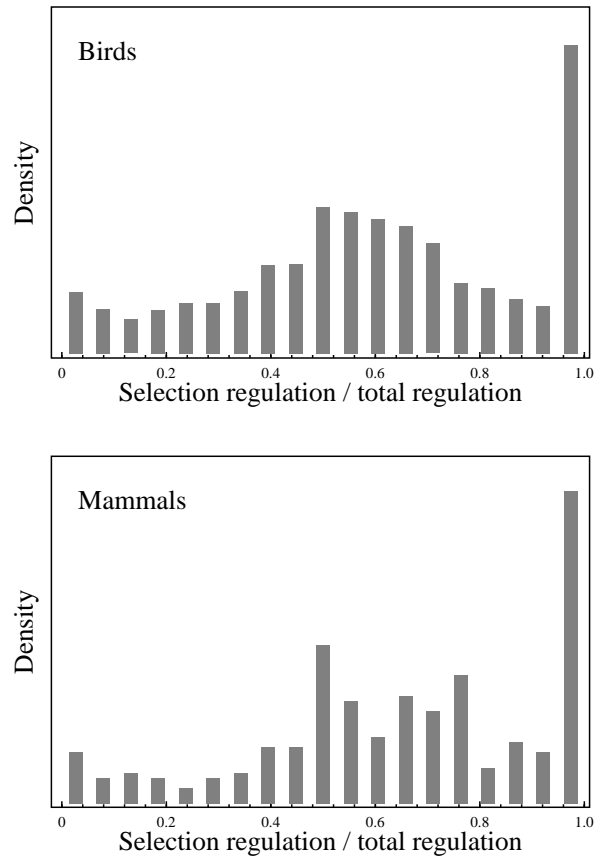 Birds
Density
0 0.2 0.4 0.6 0.8 1.0
Selection regulation / total regulation
Mammals
Density
0 0.2 0.4 0.6 0.8 1.0
Selection regulation / total regulation